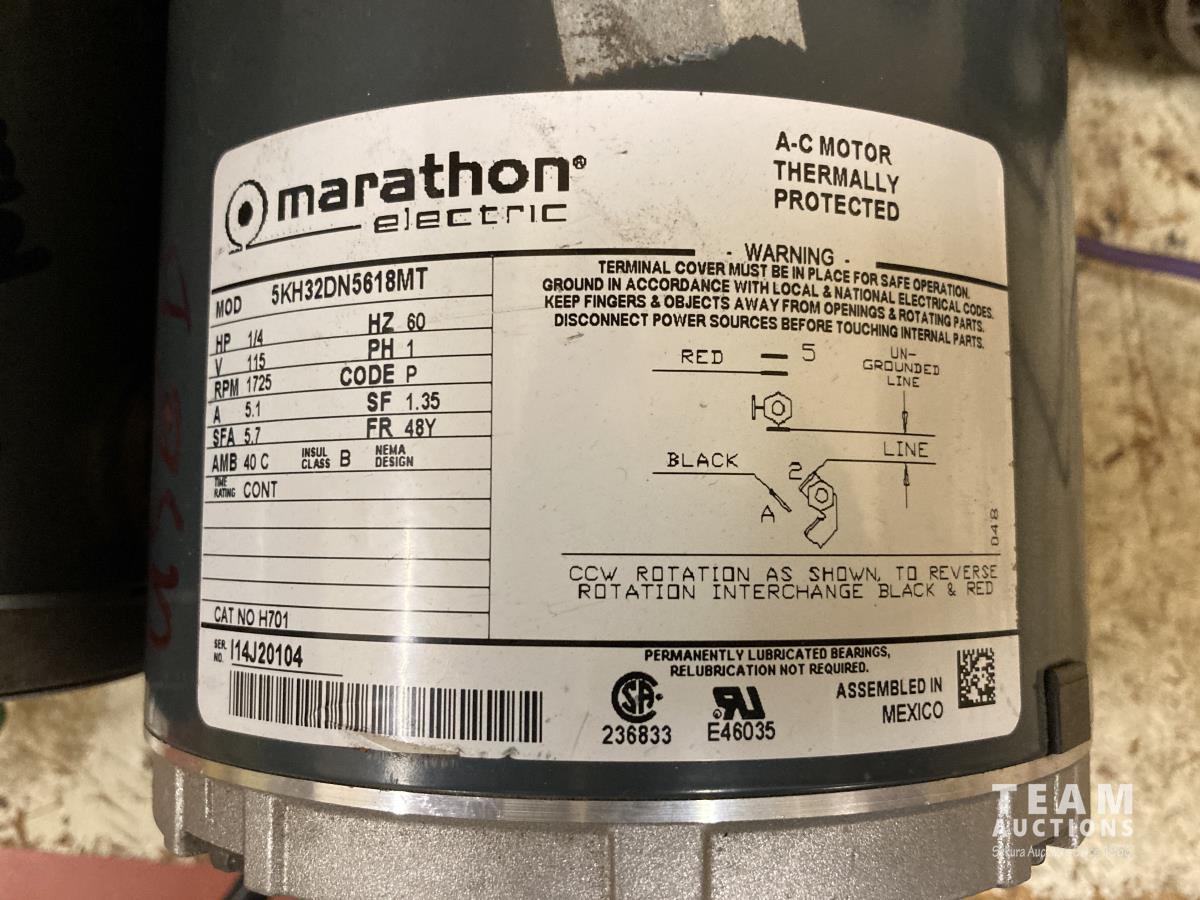 marathon®
electric
A-C MOTOR
THERMALLY
PROTECTED
MOD 5KH32DN5618MT
HP 1/4 HZ 60
V 115 PH 1
RPM 1725 CODE P
A 5.1 SF 1.35
SFA 5.7 FR 48Y
AMB 40 C INSUL CLASS B NEMA DESIGN
TIME RATING CONT
CAT NO H701
- WARNING -
TERMINAL COVER MUST BE IN PLACE FOR SAFE OPERATION.
GROUND IN ACCORDANCE WITH LOCAL & NATIONAL ELECTRICAL CODES.
KEEP FINGERS & OBJECTS AWAY FROM OPENINGS & ROTATING PARTS.
DISCONNECT POWER SOURCES BEFORE TOUCHING INTERNAL PARTS.
RED 5
UN-
GROUNDED
LINE
BLACK 2 LINE
A
048
CCW ROTATION AS SHOWN, TO REVERSE
ROTATION INTERCHANGE BLACK & RED
SER. NO. I14J20104
PERMANENTLY LUBRICATED BEARINGS,
RELUBRICATION NOT REQUIRED.
236833
E46035
ASSEMBLED IN
MEXICO
TEAM
AUCTIONS